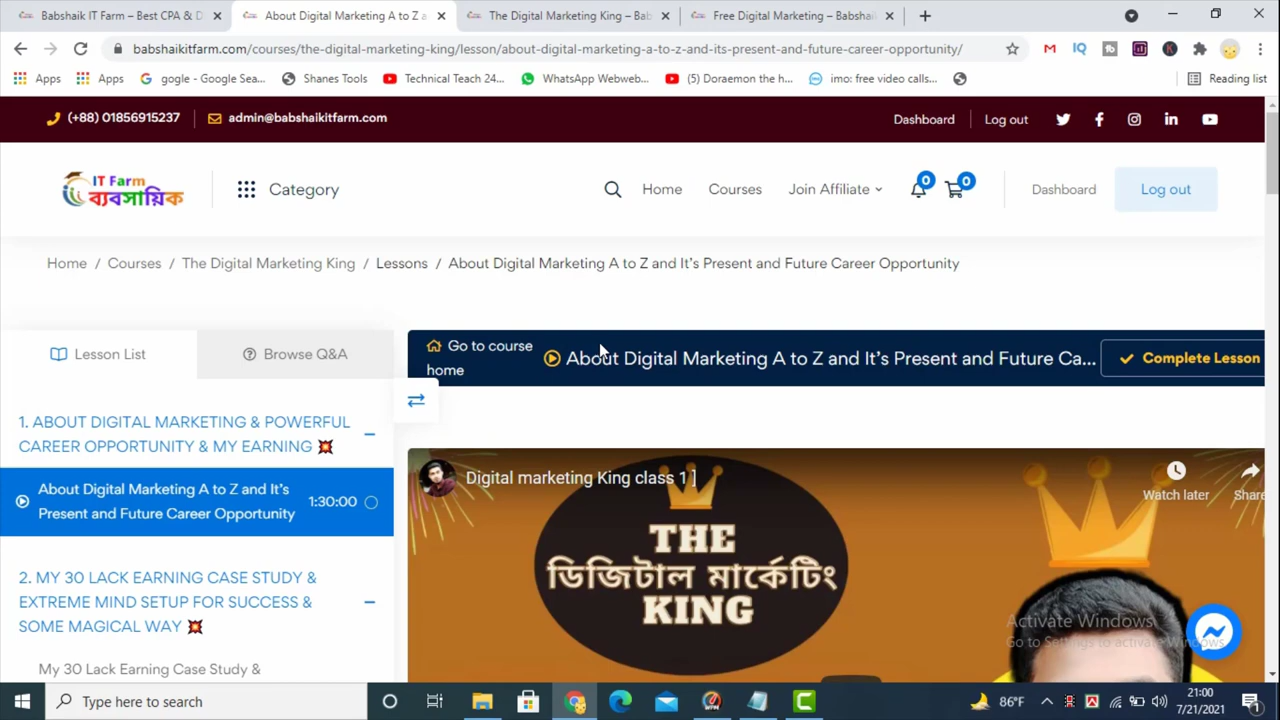 Babshaik IT Farm – Best CPA & D
About Digital Marketing A to Z a
The Digital Marketing King – Bab
Free Digital Marketing – Babshai
babshaikitfarm.com/courses/the-digital-marketing-king/lesson/about-digital-marketing-a-to-z-and-its-present-and-future-career-opportunity/
Apps
Apps
gogle - Google Sea...
Shanes Tools
Technical Teach 24...
WhatsApp Webweb...
(5) Doraemon the h...
imo: free video calls...
Reading list
(+88) 01856915237
admin@babshaikitfarm.com
Dashboard
Log out
IT Farm
ব্যবসায়িক
Category
Home
Courses
Join Affiliate
0
0
Dashboard
Log out
Home / Courses / The Digital Marketing King / Lessons / About Digital Marketing A to Z and It's Present and Future Career Opportunity
Lesson List
Browse Q&A
Go to course
home
About Digital Marketing A to Z and It's Present and Future Ca...
Complete Lesson
1. ABOUT DIGITAL MARKETING & POWERFUL
CAREER OPPORTUNITY & MY EARNING
About Digital Marketing A to Z and It's
Present and Future Career Opportunity
1:30:00
2. MY 30 LACK EARNING CASE STUDY &
EXTREME MIND SETUP FOR SUCCESS &
SOME MAGICAL WAY
My 30 Lack Earning Case Study &
Digital marketing King class 1 ]
Watch later
Share
THE
ডিজিটাল মার্কেটিং
KING
Activate Windows
Go to Settings to activate Windows.
Type here to search
86°F
21:00
7/21/2021
1